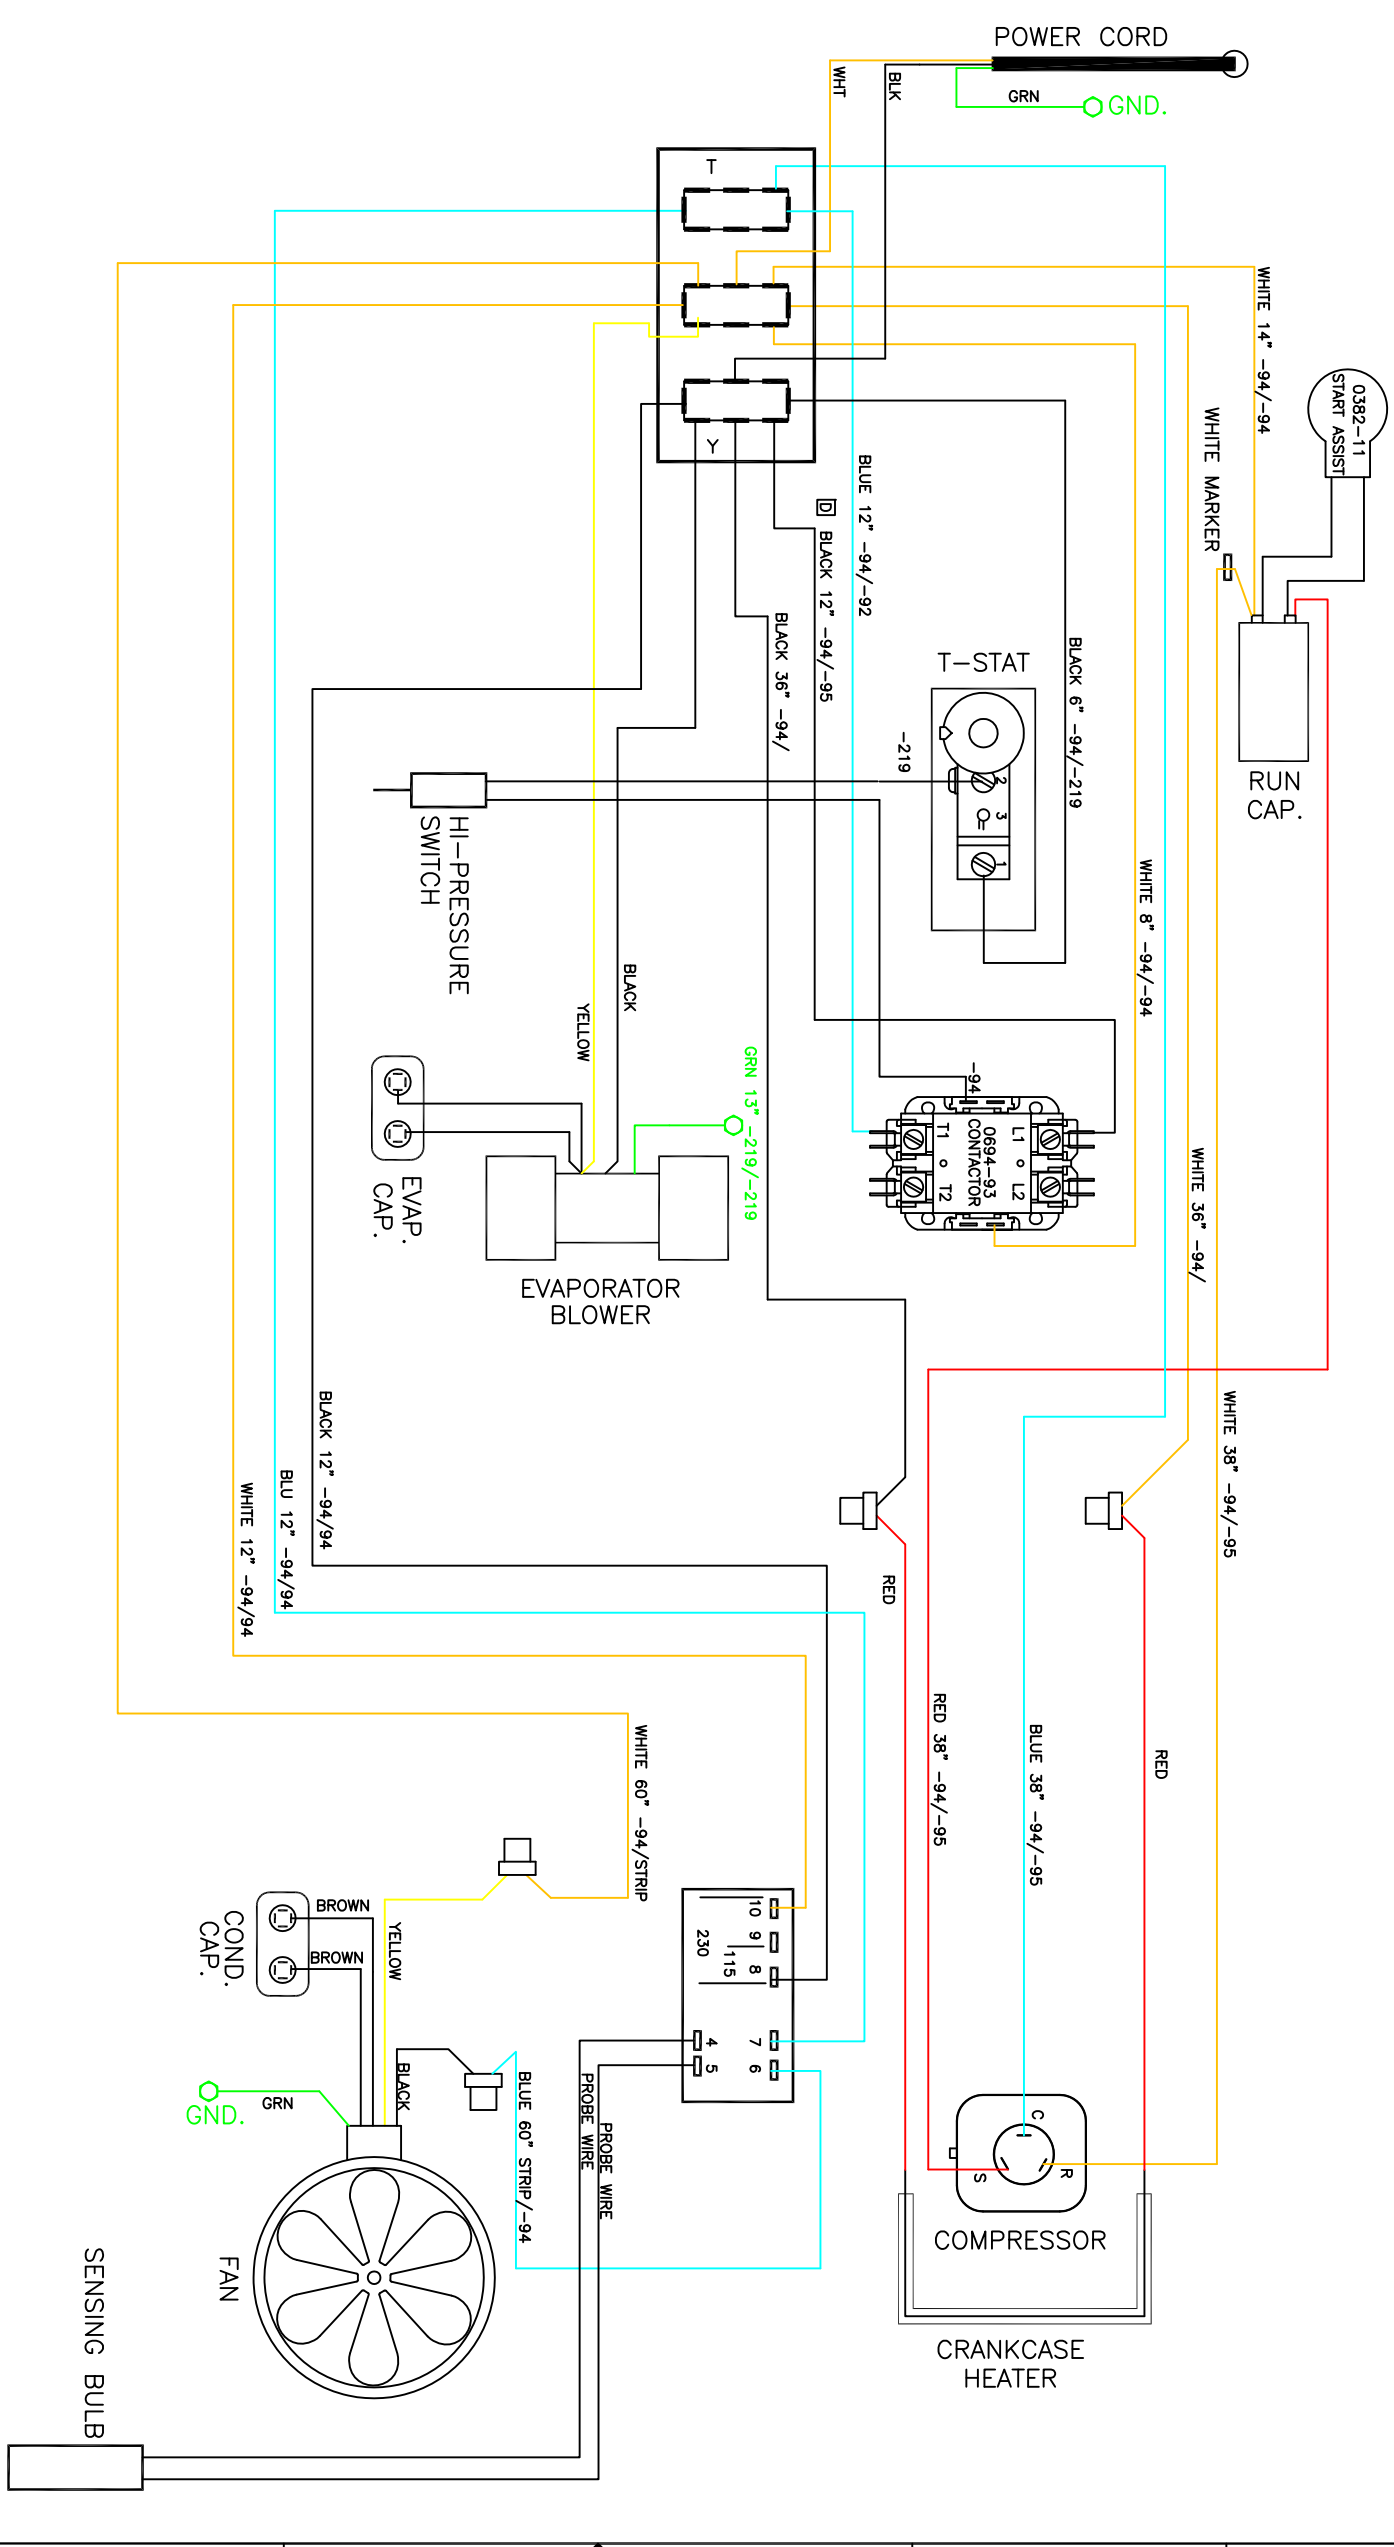 POWER CORD
WHT
BLK
GRN
GND.
T
Y
WHITE 14" -94/-94
0382-11
START ASSIST
WHITE MARKER
BLUE 12" -94/-92
D
BLACK 12" -94/-95
BLACK 36" -94/
BLACK 6" -94/-219
T-STAT
-219
2
3
1
RUN
CAP.
HI-PRESSURE
SWITCH
WHITE 8" -94/-94
BLACK
YELLOW
GRN 13" -219/-219
-94
L1
L2
0694-93
CONTACTOR
T1
T2
WHITE 36" -94/
EVAP.
CAP.
EVAPORATOR
BLOWER
BLACK 12" -94/94
BLU 12" -94/94
WHITE 12" -94/94
WHITE 38" -94/-95
RED
RED 38" -94/-95
BLUE 38" -94/-95
RED
WHITE 60" -94/STRIP
BROWN
BROWN
YELLOW
COND.
CAP.
10
9
8
7
6
230
115
4
5
BLACK
GRN
GND.
BLUE 60" STRIP/-94
PROBE WIRE
PROBE WIRE
C
R
S
COMPRESSOR
FAN
CRANKCASE
HEATER
SENSING BULB